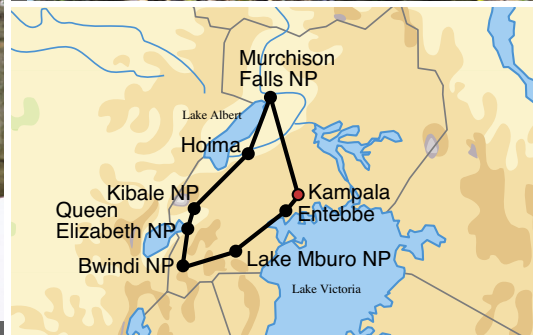 Murchison
Falls NP
Lake Albert
Hoima
Kibale NP
Kampala
Queen
Elizabeth NP
Entebbe
Bwindi NP
Lake Mburo NP
Lake Victoria